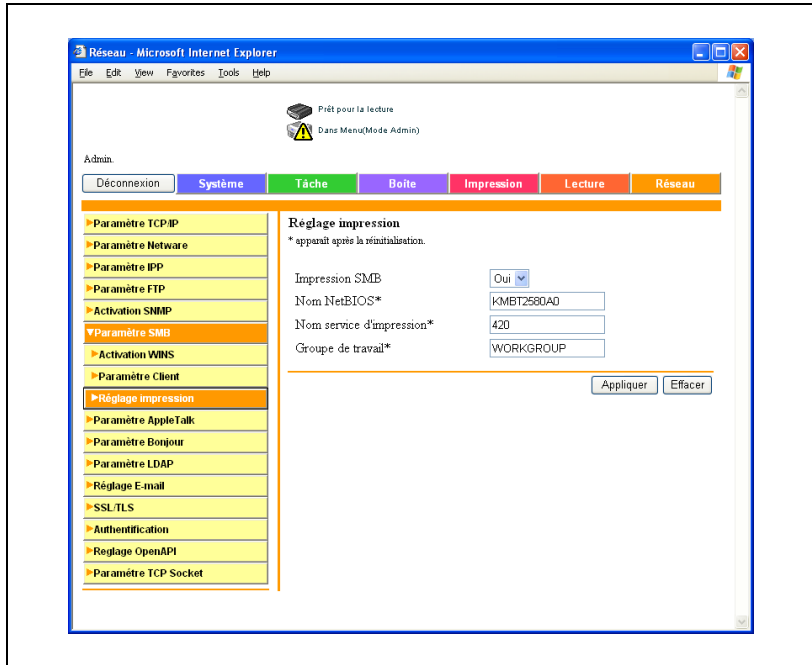 Réseau - Microsoft Internet Explorer
File Edit View Favorites Tools Help
Prêt pour la lecture
Dans Menu(Mode Admin)
Admin.
Déconnexion Système Tâche Boîte Impression Lecture Réseau
Paramètre TCP/IP
Paramètre Netware
Paramètre IPP
Paramètre FTP
Activation SNMP
Paramètre SMB
Activation WINS
Paramètre Client
Réglage impression
Paramètre AppleTalk
Paramètre Bonjour
Paramètre LDAP
Réglage E-mail
SSL/TLS
Authentification
Reglage OpenAPI
Paramétre TCP Socket
Réglage impression
* apparaît après la réinitialisation.
Impression SMB Oui
Nom NetBIOS* KMBT2580A0
Nom service d'impression* 420
Groupe de travail* WORKGROUP
Appliquer Effacer